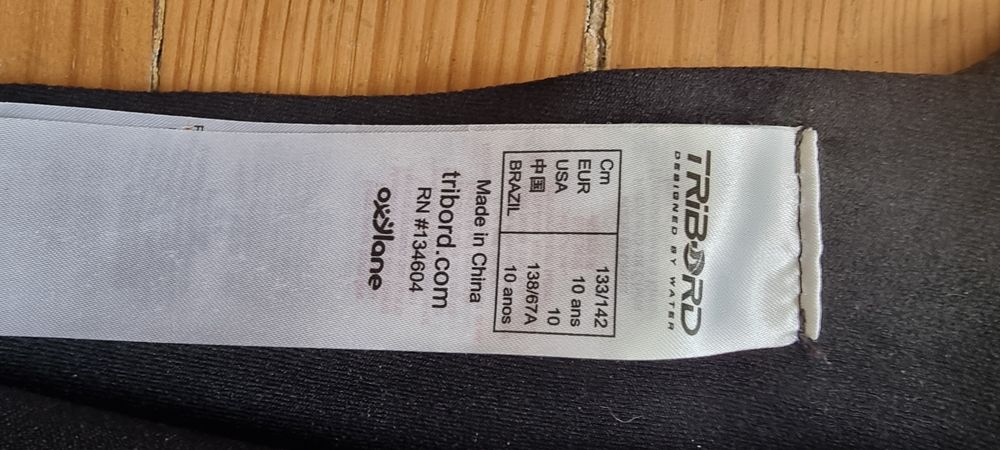 TRIBORD
DESIGNED BY WATER
Cm 133/142
EUR 10 ans
USA 10
中国 138/67A
BRAZIL 10 anos
Made in China
tribord.com
RN #134604
oxylane